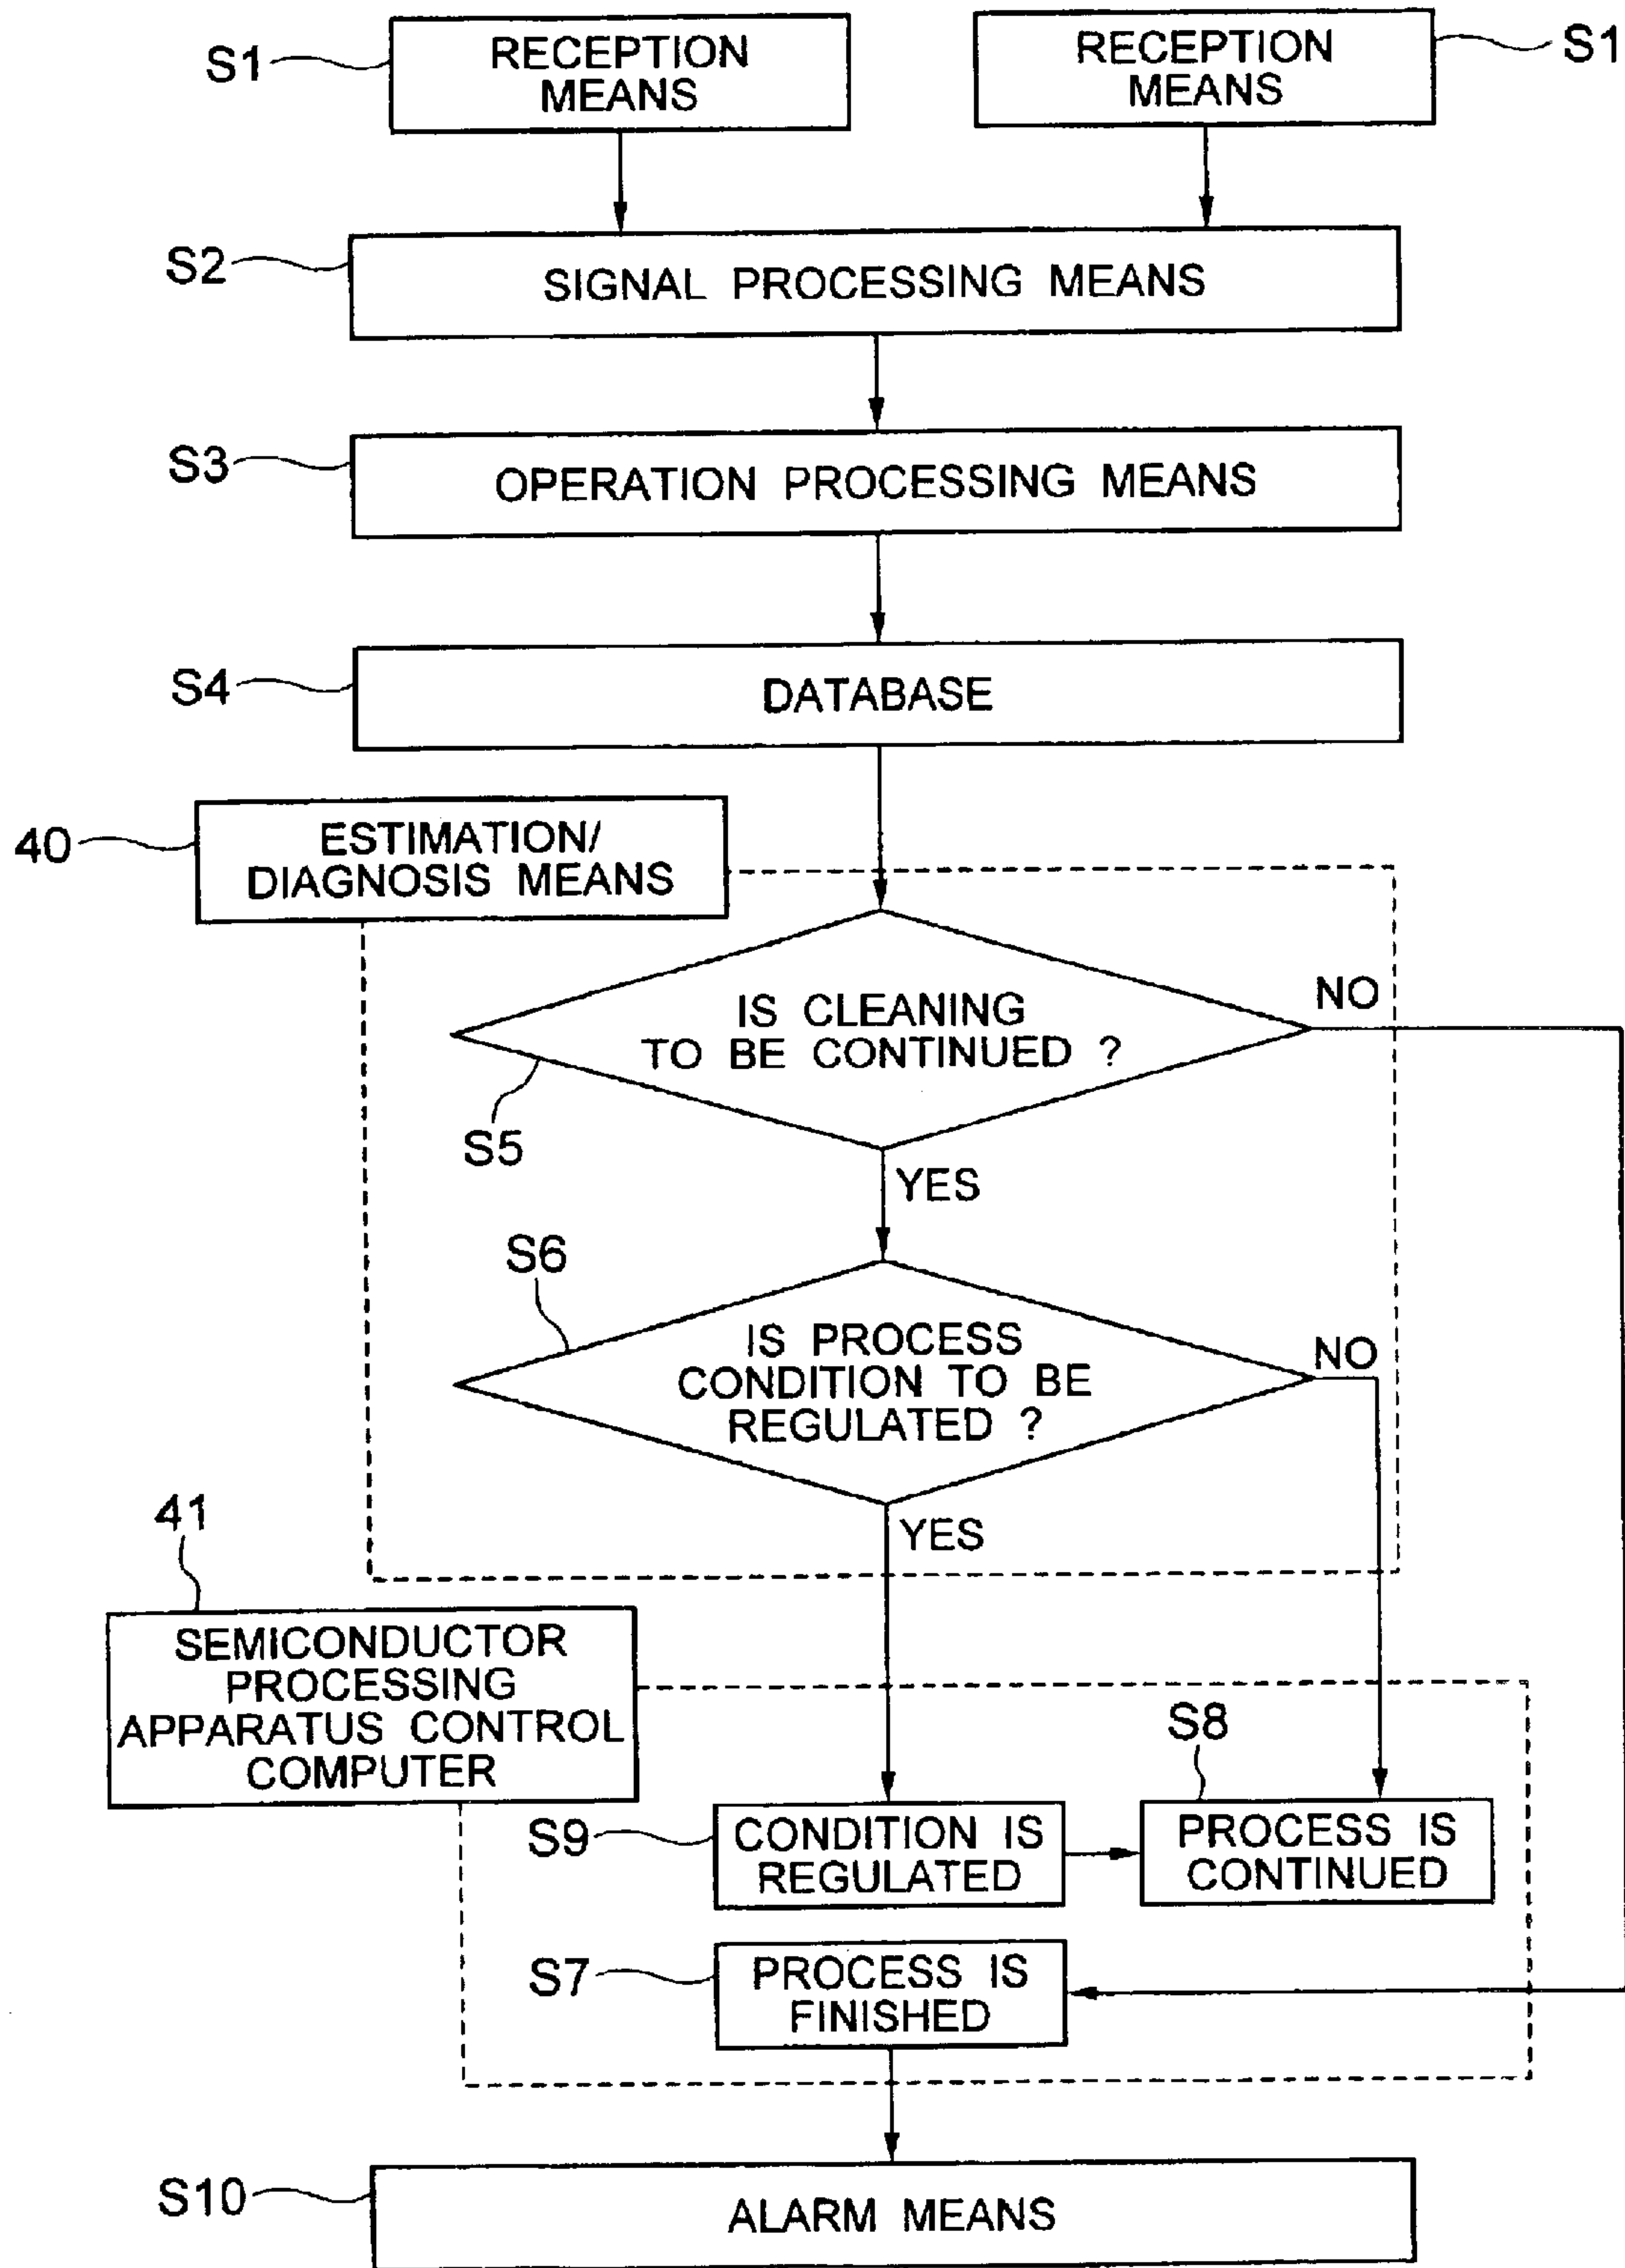 S1
RECEPTION
MEANS
RECEPTION
MEANS
S1
S2
SIGNAL PROCESSING MEANS
S3
OPERATION PROCESSING MEANS
S4
DATABASE
40
ESTIMATION/
DIAGNOSIS MEANS
IS CLEANING
TO BE CONTINUED ?
NO
S5
YES
S6
IS PROCESS
CONDITION TO BE
REGULATED ?
NO
YES
41
SEMICONDUCTOR
PROCESSING
APPARATUS CONTROL
COMPUTER
S8
S9
CONDITION IS
REGULATED
PROCESS IS
CONTINUED
S7
PROCESS IS
FINISHED
S10
ALARM MEANS